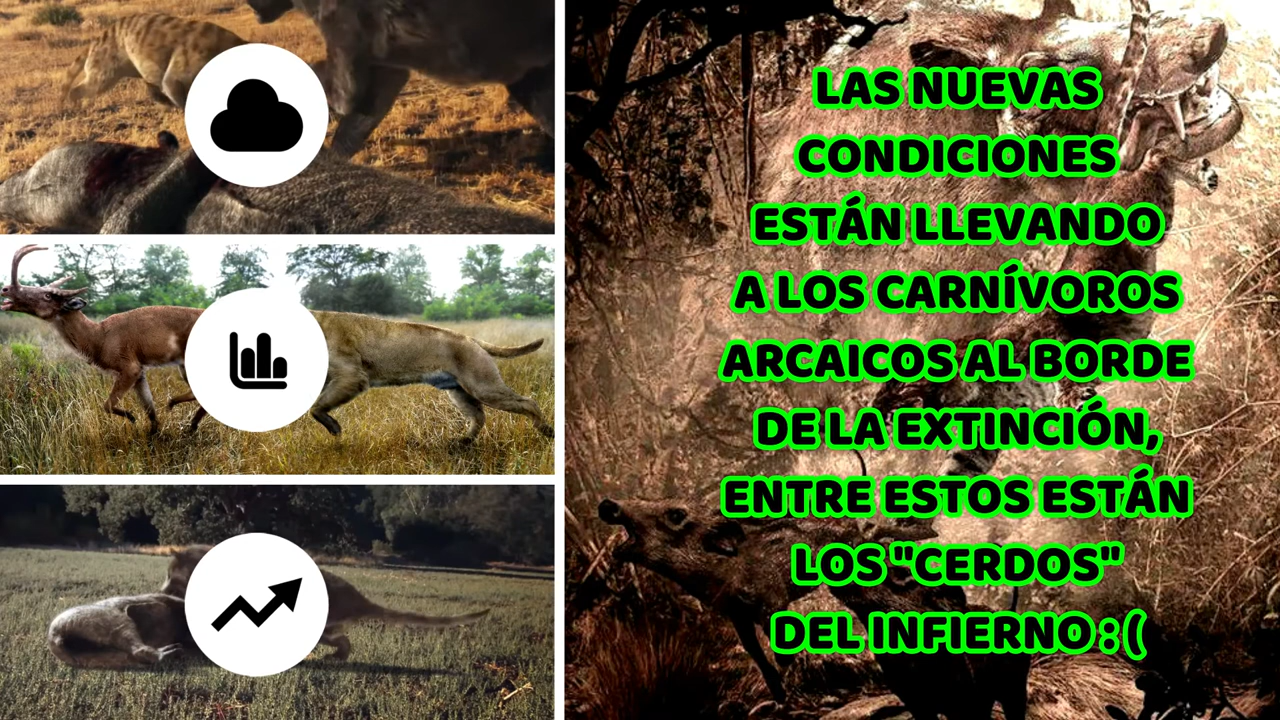 LAS NUEVAS
CONDICIONES
ESTÁN LLEVANDO
A LOS CARNÍVOROS
ARCAICOS AL BORDE
DE LA EXTINCIÓN,
ENTRE ESTOS ESTÁN
LOS "CERDOS"
DEL INFIERNO :(